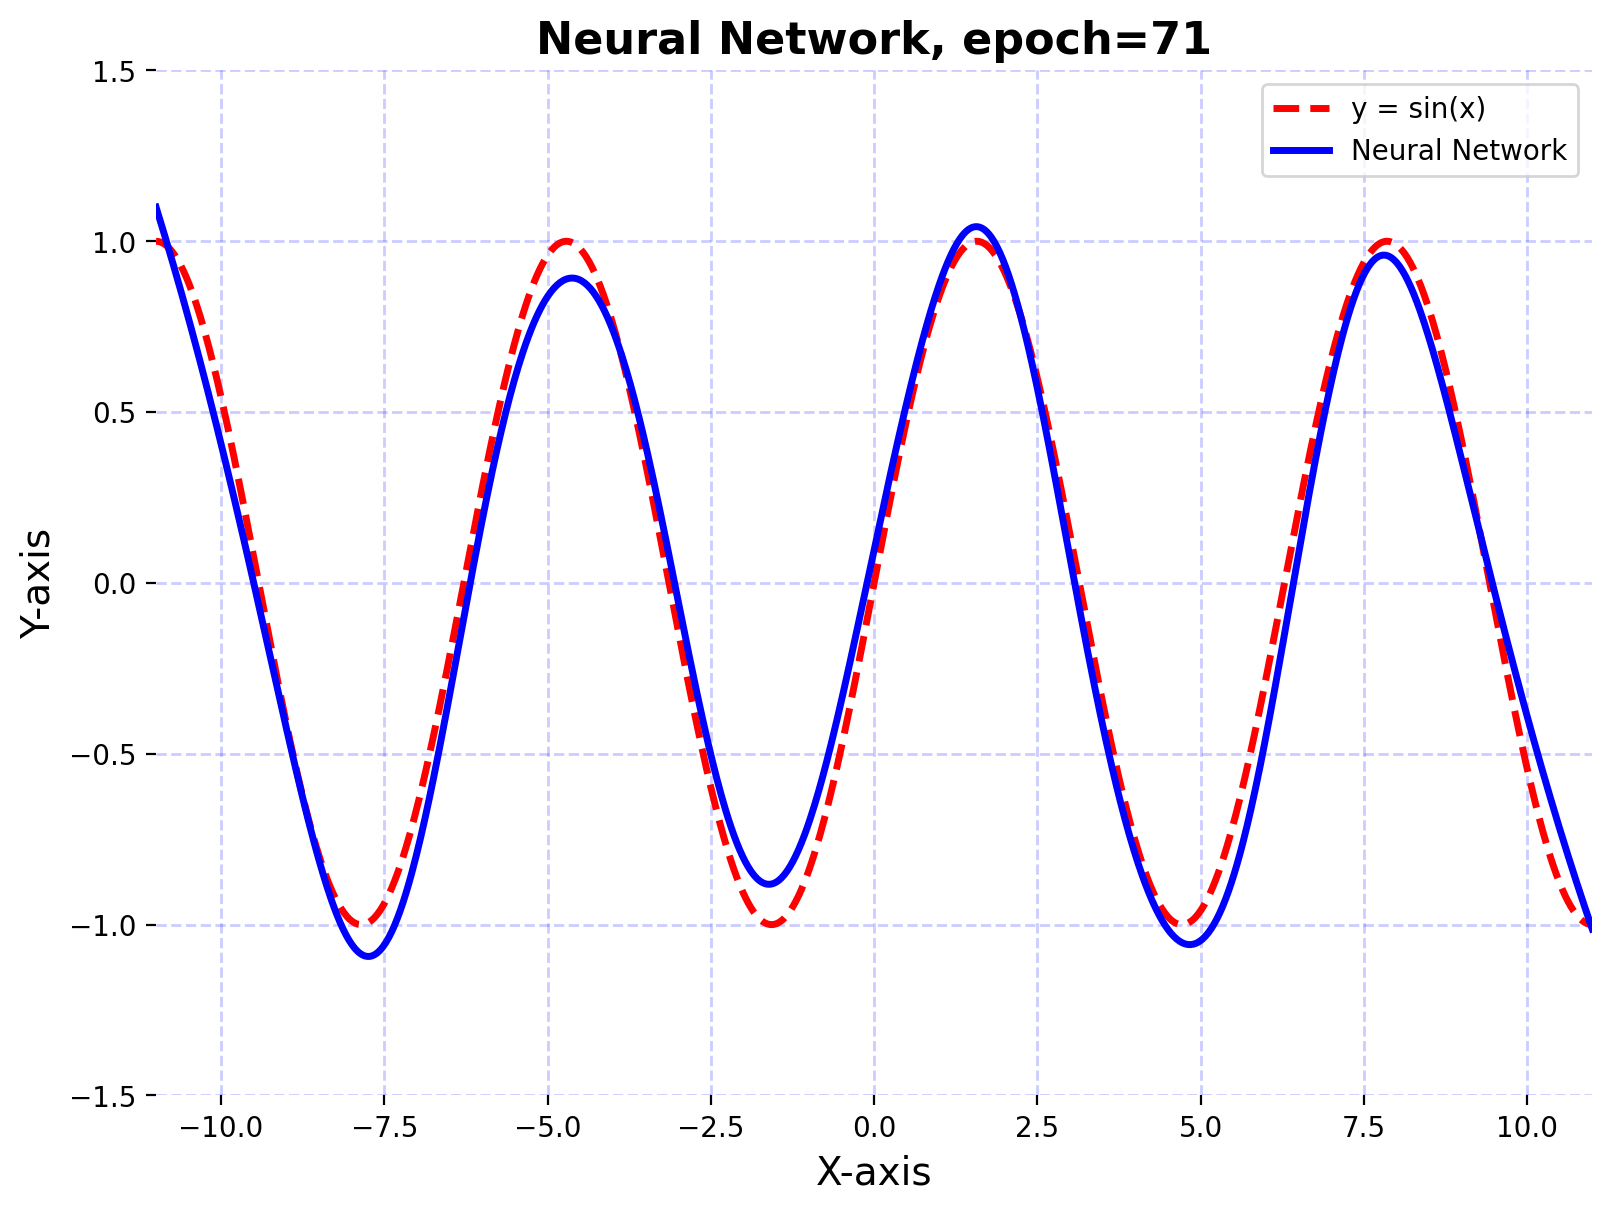 Neural Network, epoch=71
1.5
1.0
0.5
0.0
−0.5
−1.0
−1.5
Y-axis
y = sin(x)
Neural Network
−10.0 −7.5 −5.0 −2.5 0.0 2.5 5.0 7.5 10.0
X-axis